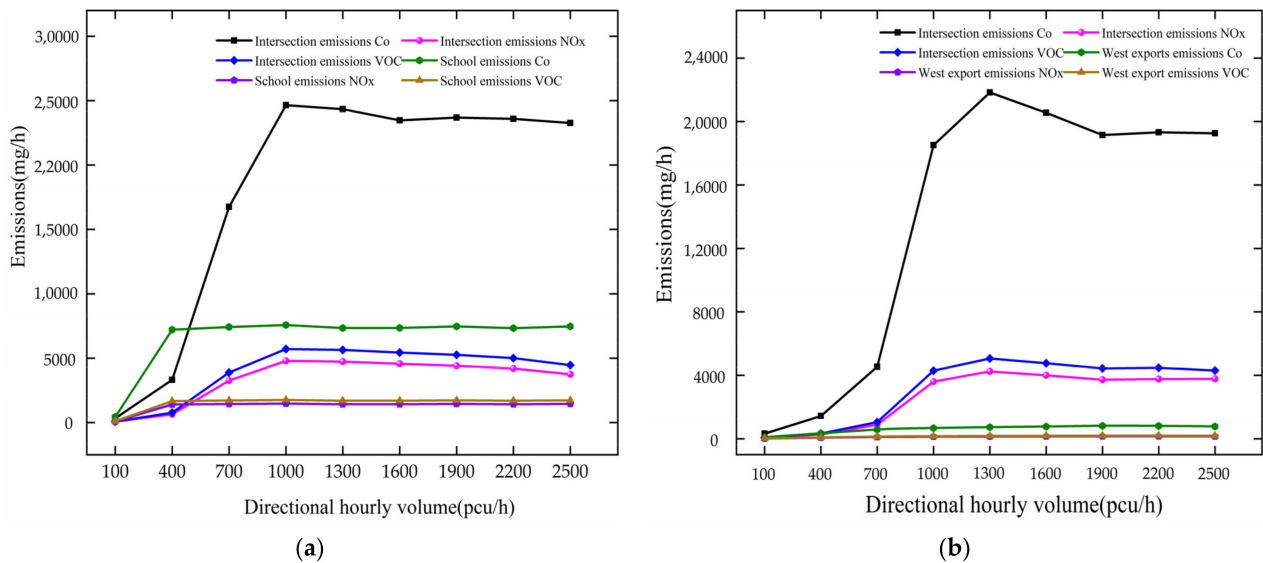 3,0000
2,5000
2,2000
1,5000
1,0000
5000
0
Emissions(mg/h)
Intersection emissions Co
Intersection emissions NOx
Intersection emissions VOC
School emissions Co
School emissions NOx
School emissions VOC
100 400 700 1000 1300 1600 1900 2200 2500
Directional hourly volume(pcu/h)
(a)
2,4000
2,0000
1,6000
1,2000
8000
4000
0
Emissions(mg/h)
Intersection emissions Co
Intersection emissions NOx
Intersection emissions VOC
West exports emissions Co
West export emissions NOx
West export emissions VOC
100 400 700 1000 1300 1600 1900 2200 2500
Directional hourly volume(pcu/h)
(b)